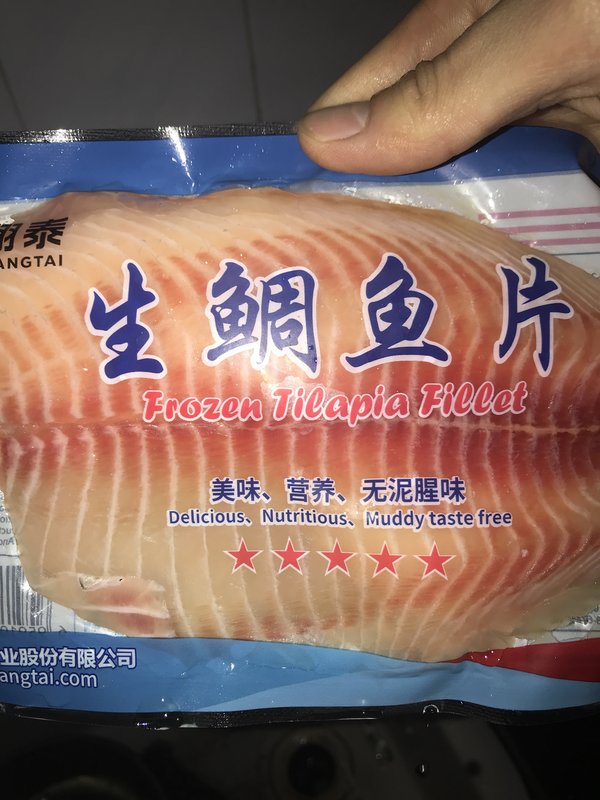 翔泰
ANGTAI
生鲷鱼片
Frozen Tilapia Fillet
美味、营养、无泥腥味
Delicious、Nutritious、Muddy taste free
业股份有限公司
angtai.com